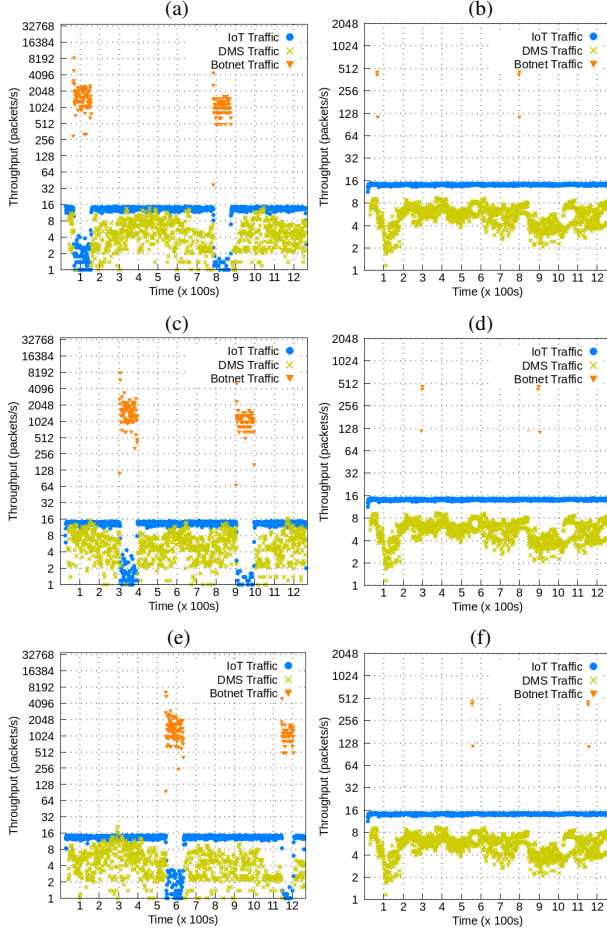 (a)
Throughput (packets/s)
32768
16384
8192
4096
2048
1024
512
256
128
64
32
16
8
4
2
1
IoT Traffic
DMS Traffic
Botnet Traffic
1 2 3 4 5 6 7 8 9 10 11 12
Time (x 100s)
(b)
Throughput (packets/s)
2048
1024
512
256
128
64
32
16
8
4
2
1
IoT Traffic
DMS Traffic
Botnet Traffic
1 2 3 4 5 6 7 8 9 10 11 12
Time (x 100s)
(c)
Throughput (packets/s)
32768
16384
8192
4096
2048
1024
512
256
128
64
32
16
8
4
2
1
IoT Traffic
DMS Traffic
Botnet Traffic
1 2 3 4 5 6 7 8 9 10 11 12
Time (x 100s)
(d)
Throughput (packets/s)
2048
1024
512
256
128
64
32
16
8
4
2
1
IoT Traffic
DMS Traffic
Botnet Traffic
1 2 3 4 5 6 7 8 9 10 11 12
Time (x 100s)
(e)
Throughput (packets/s)
32768
16384
8192
4096
2048
1024
512
256
128
64
32
16
8
4
2
1
IoT Traffic
DMS Traffic
Botnet Traffic
1 2 3 4 5 6 7 8 9 10 11 12
Time (x 100s)
(f)
Throughput (packets/s)
2048
1024
512
256
128
64
32
16
8
4
2
1
IoT Traffic
DMS Traffic
Botnet Traffic
1 2 3 4 5 6 7 8 9 10 11 12
Time (x 100s)